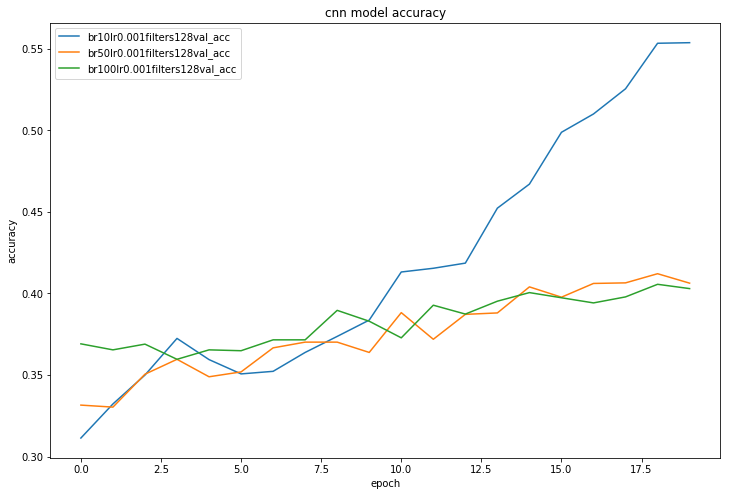 cnn model accuracy
br10lr0.001filters128val_acc
br50lr0.001filters128val_acc
br100lr0.001filters128val_acc
0.55
0.50
0.45
0.40
0.35
0.30
accuracy
0.0 2.5 5.0 7.5 10.0 12.5 15.0 17.5
epoch